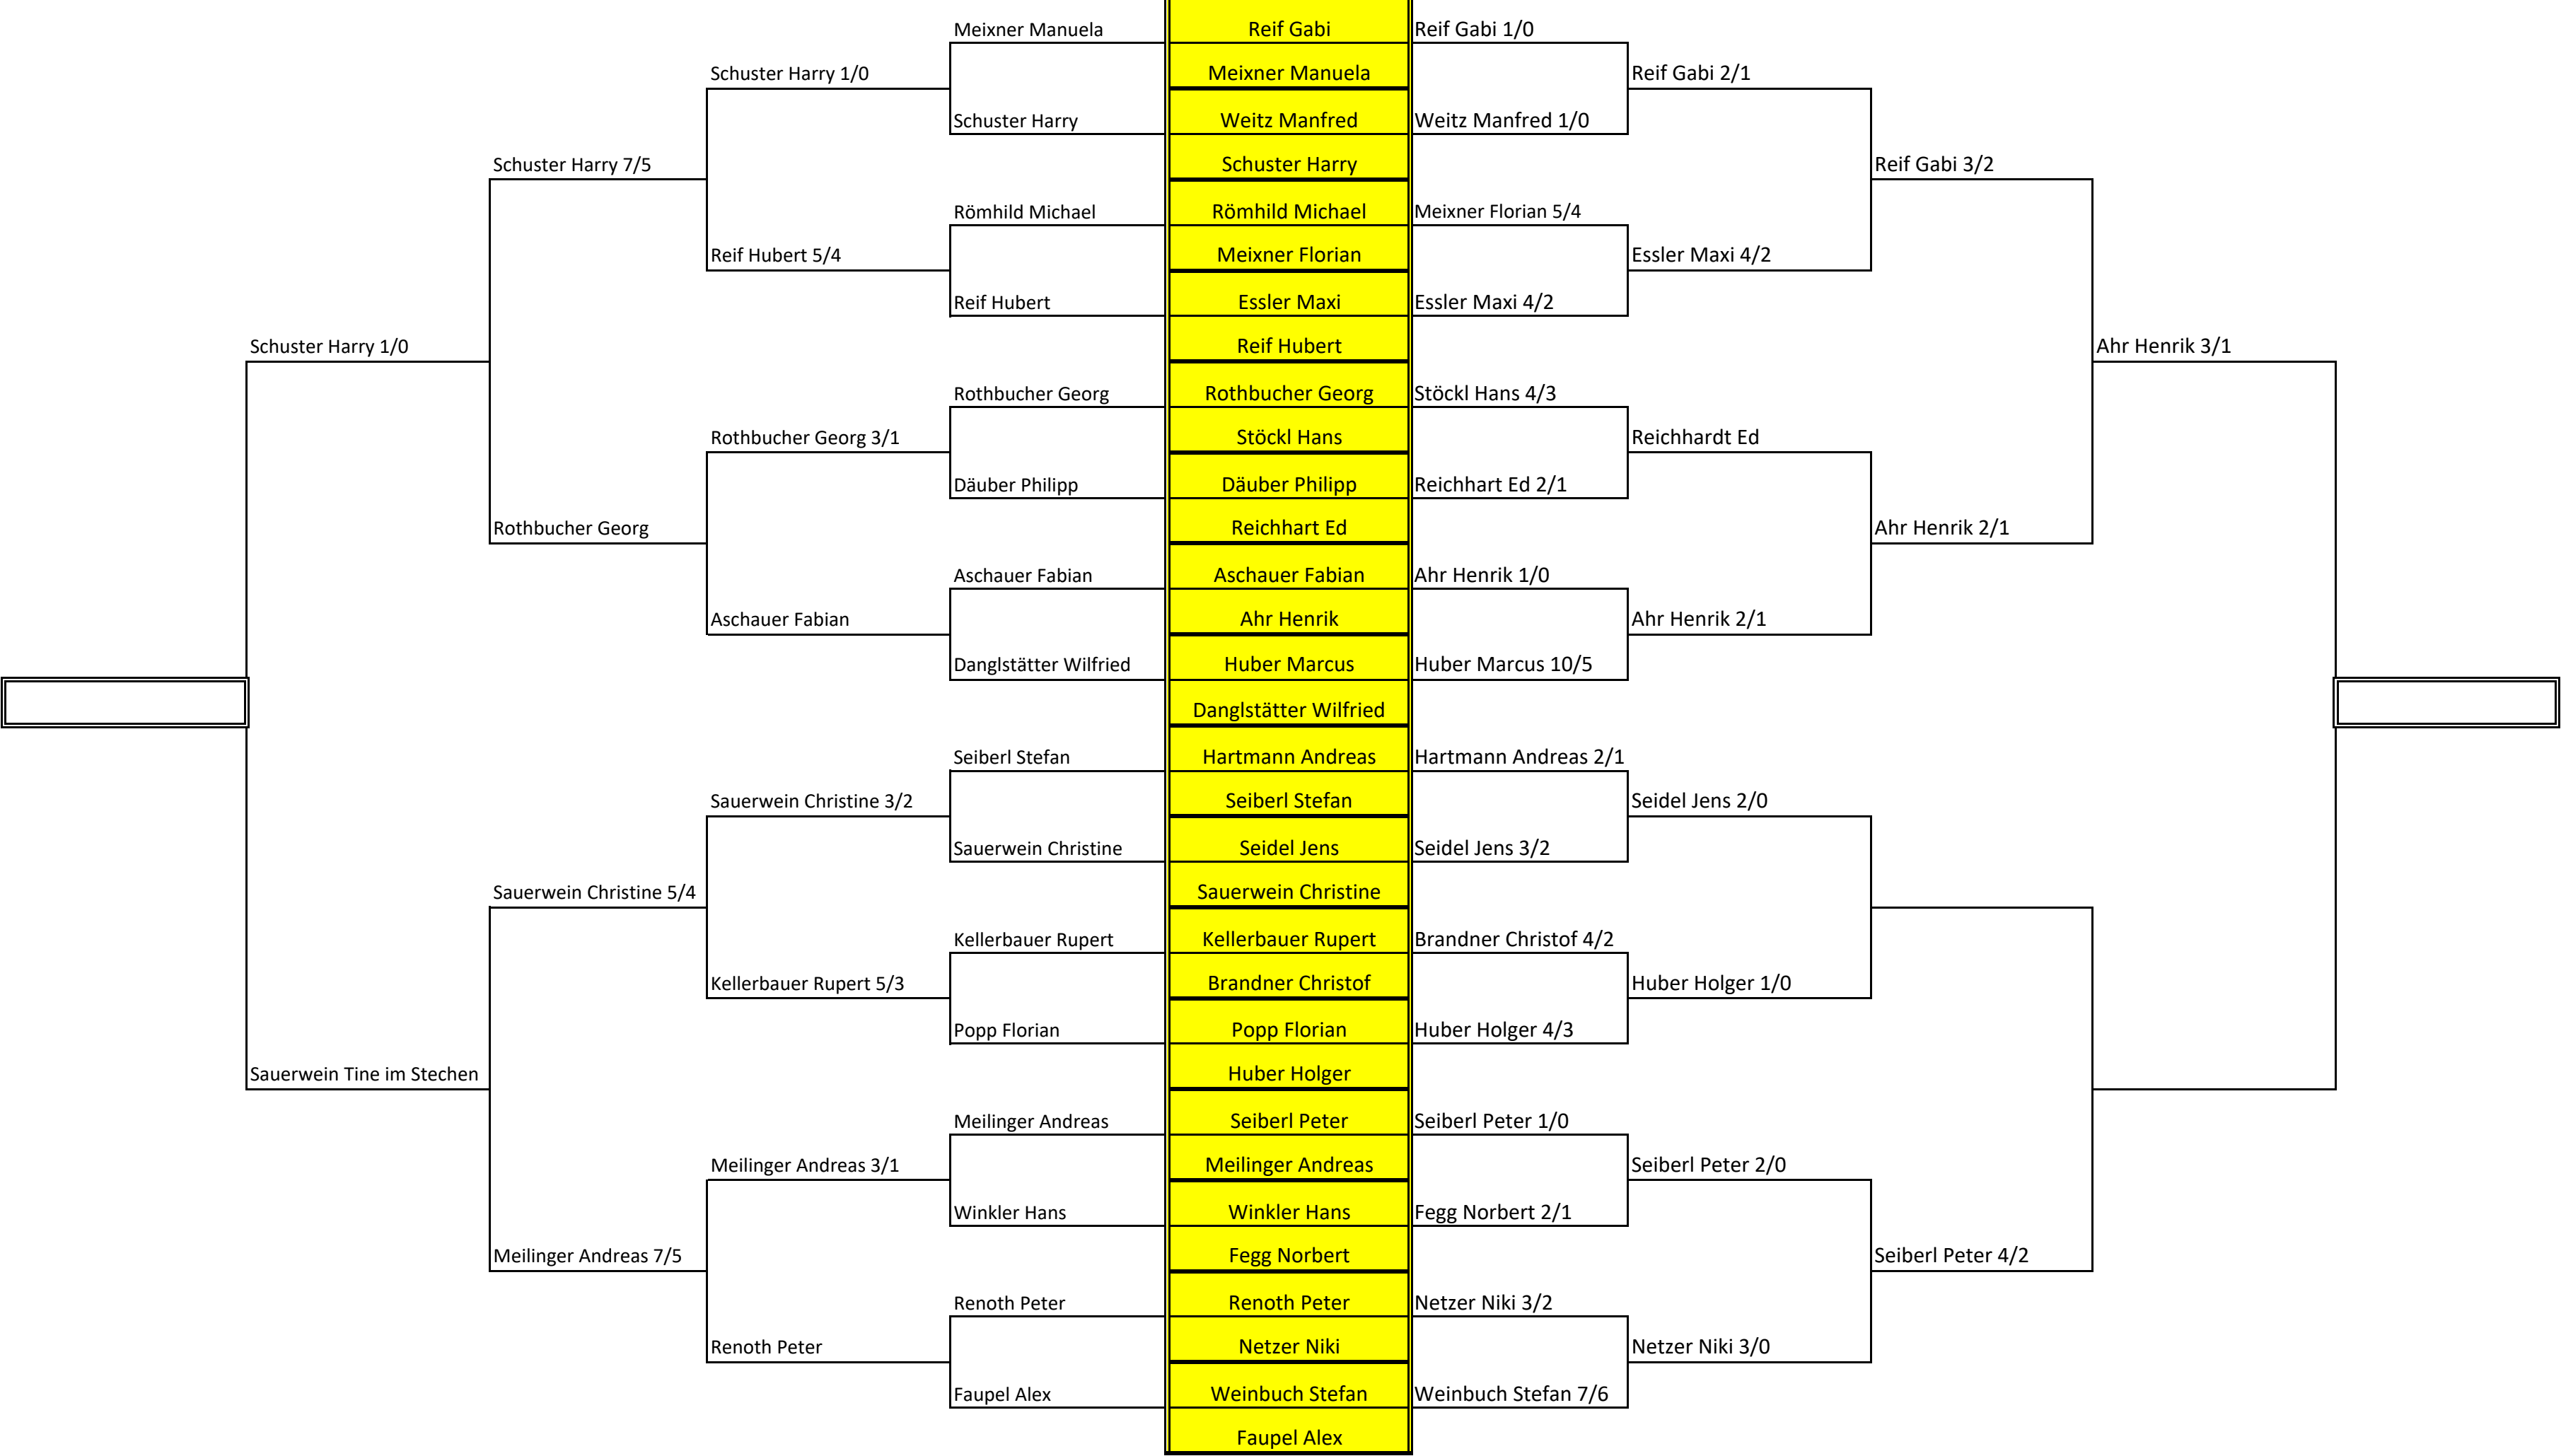 Meixner Manuela
Reif Gabi
Reif Gabi 1/0
Schuster Harry 1/0
Meixner Manuela
Reif Gabi 2/1
Schuster Harry
Weitz Manfred
Weitz Manfred 1/0
Schuster Harry 7/5
Schuster Harry
Reif Gabi 3/2
Römhild Michael
Römhild Michael
Meixner Florian 5/4
Reif Hubert 5/4
Meixner Florian
Essler Maxi 4/2
Reif Hubert
Essler Maxi
Essler Maxi 4/2
Schuster Harry 1/0
Reif Hubert
Ahr Henrik 3/1
Rothbucher Georg
Rothbucher Georg
Stöckl Hans 4/3
Rothbucher Georg 3/1
Stöckl Hans
Reichhardt Ed
Däuber Philipp
Däuber Philipp
Reichhart Ed 2/1
Rothbucher Georg
Reichhart Ed
Ahr Henrik 2/1
Aschauer Fabian
Aschauer Fabian
Ahr Henrik 1/0
Aschauer Fabian
Ahr Henrik
Ahr Henrik 2/1
Danglstätter Wilfried
Huber Marcus
Huber Marcus 10/5
Danglstätter Wilfried
Seiberl Stefan
Hartmann Andreas
Hartmann Andreas 2/1
Sauerwein Christine 3/2
Seiberl Stefan
Seidel Jens 2/0
Sauerwein Christine
Seidel Jens
Seidel Jens 3/2
Sauerwein Christine 5/4
Sauerwein Christine
Kellerbauer Rupert
Kellerbauer Rupert
Brandner Christof 4/2
Kellerbauer Rupert 5/3
Brandner Christof
Huber Holger 1/0
Popp Florian
Popp Florian
Huber Holger 4/3
Sauerwein Tine im Stechen
Huber Holger
Meilinger Andreas
Seiberl Peter
Seiberl Peter 1/0
Meilinger Andreas 3/1
Meilinger Andreas
Seiberl Peter 2/0
Winkler Hans
Winkler Hans
Fegg Norbert 2/1
Meilinger Andreas 7/5
Fegg Norbert
Seiberl Peter 4/2
Renoth Peter
Renoth Peter
Netzer Niki 3/2
Renoth Peter
Netzer Niki
Netzer Niki 3/0
Faupel Alex
Weinbuch Stefan
Weinbuch Stefan 7/6
Faupel Alex